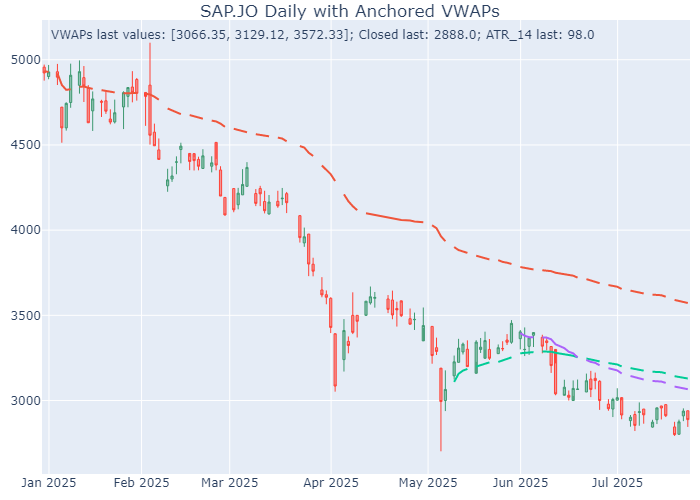 SAP.JO Daily with Anchored VWAPs
VWAPs last values: [3066.35, 3129.12, 3572.33]; Closed last: 2888.0; ATR_14 last: 98.0
5000
4500
4000
3500
3000
Jan 2025 Feb 2025 Mar 2025 Apr 2025 May 2025 Jun 2025 Jul 2025